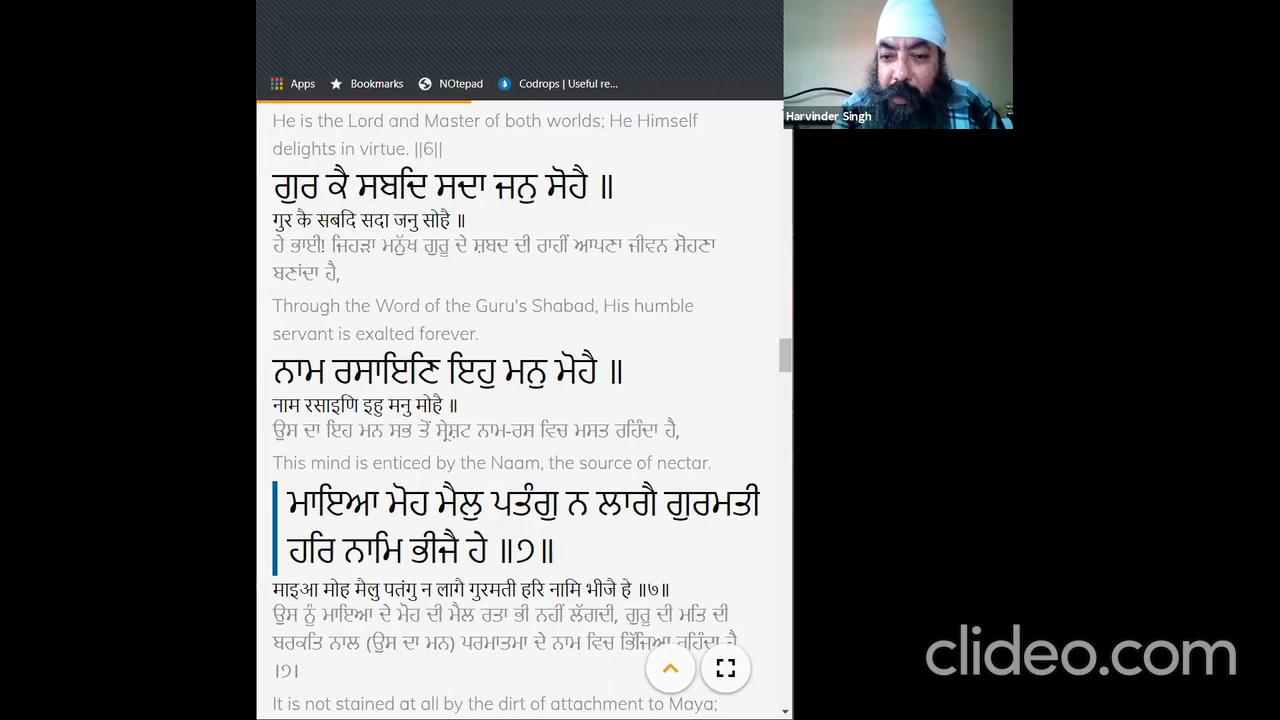 Apps Bookmarks NOtepad Codrops | Useful re...
Harvinder Singh
He is the Lord and Master of both worlds; He Himself
delights in virtue. ||6||
ਗੁਰ ਕੈ ਸਬਦਿ ਸਦਾ ਜਨੁ ਸੋਹੈ ॥
गुर कै सबदि सदा जनु सोहै ॥
ਹੇ ਭਾਈ! ਜਿਹੜਾ ਮਨੁੱਖ ਗੁਰੂ ਦੇ ਸ਼ਬਦ ਦੀ ਰਾਹੀਂ ਆਪਣਾ ਜੀਵਨ ਸੋਹਣਾ
ਬਣਾਂਦਾ ਹੈ,
Through the Word of the Guru's Shabad, His humble
servant is exalted forever.
ਨਾਮ ਰਸਾਇਣਿ ਇਹੁ ਮਨੁ ਮੋਹੈ ॥
नाम रसाइणि इहु मनु मोहै ॥
ਉਸ ਦਾ ਇਹ ਮਨ ਸਭ ਤੋਂ ਸ੍ਰੇਸ਼ਟ ਨਾਮ-ਰਸ ਵਿਚ ਮਸਤ ਰਹਿੰਦਾ ਹੈ,
This mind is enticed by the Naam, the source of nectar.
ਮਾਇਆ ਮੋਹ ਮੈਲੁ ਪਤੰਗੁ ਨ ਲਾਗੈ ਗੁਰਮਤੀ
ਹਰਿ ਨਾਮਿ ਭੀਜੈ ਹੇ ॥੭॥
माइआ मोह मैलु पतंगु न लागै गुरमती हरि नामि भीजै हे ॥७॥
ਉਸ ਨੂੰ ਮਾਇਆ ਦੇ ਮੋਹ ਦੀ ਮੈਲ ਰਤਾ ਭੀ ਨਹੀਂ ਲੱਗਦੀ, ਗੁਰੂ ਦੀ ਮਤਿ ਦੀ
ਬਰਕਤਿ ਨਾਲ (ਉਸ ਦਾ ਮਨ) ਪਰਮਾਤਮਾ ਦੇ ਨਾਮ ਵਿਚ ਭਿੱਜਿਆ ਰਹਿੰਦਾ ਹੈ
।੭।
It is not stained at all by the dirt of attachment to Maya;
clideo.com